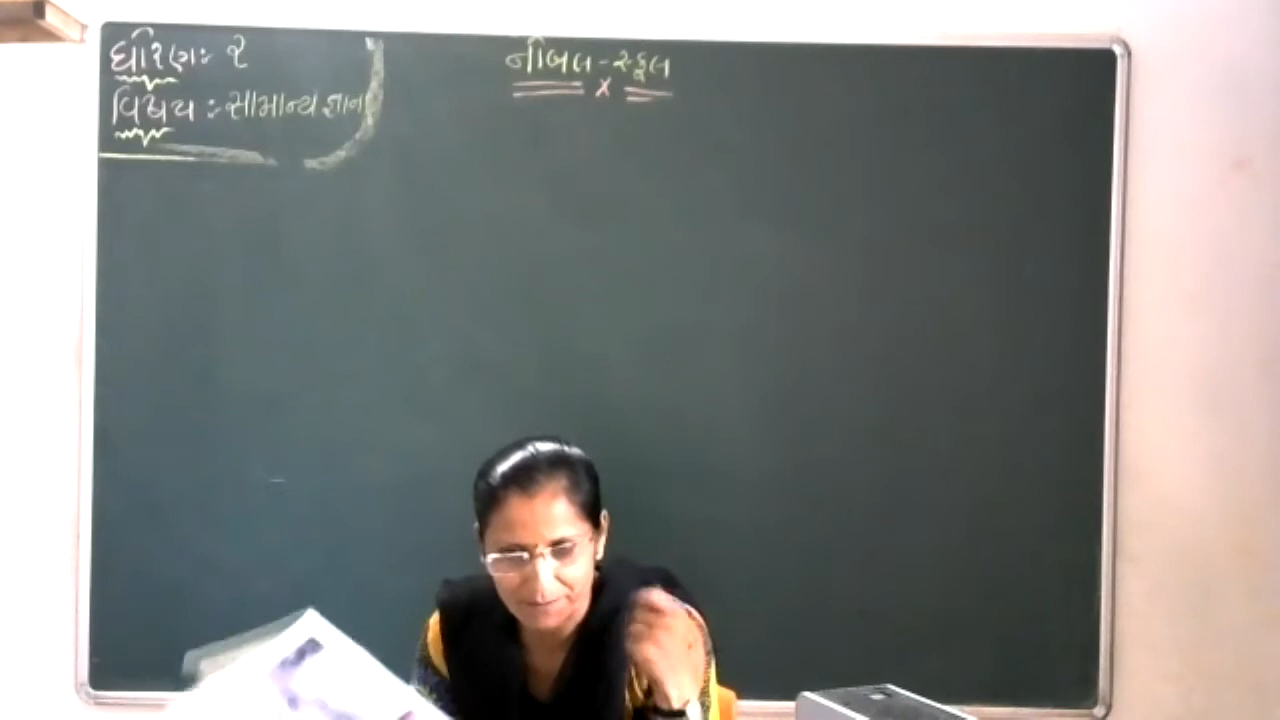 ધોરણ: ૨
વિષય :- સામાન્ય જ્ઞાન
નોબલ - સ્કૂલ